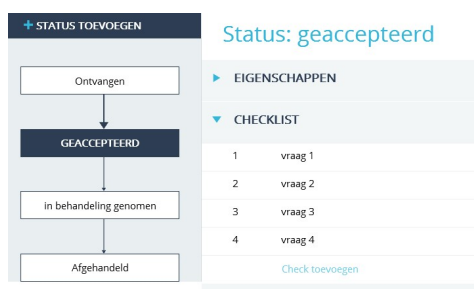 + STATUS TOEVOEGEN
Ontvangen
GEACCEPTEERD
in behandeling genomen
Afgehandeld
Status: geaccepteerd
EIGENSCHAPPEN
CHECKLIST
1 vraag 1
2 vraag 2
3 vraag 3
4 vraag 4
Check toevoegen